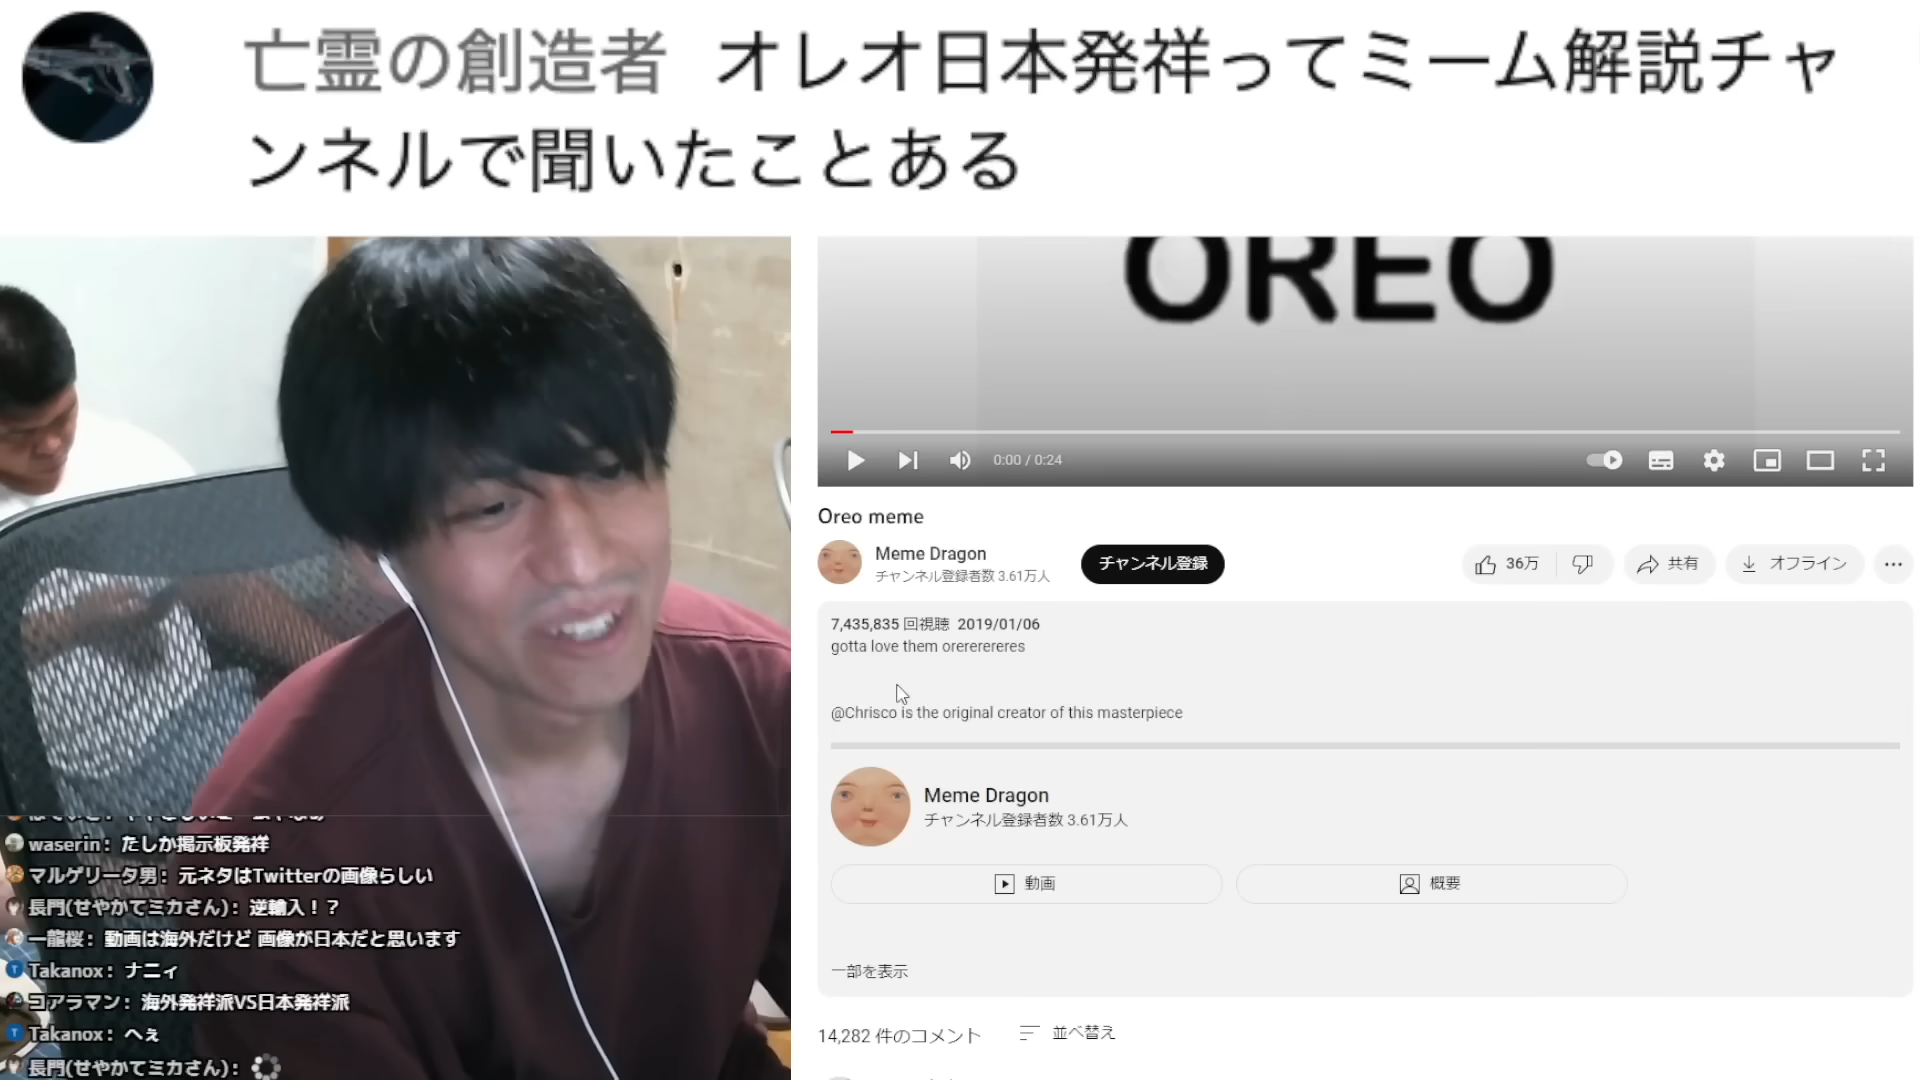 亡霊の創造者 オレオ日本発祥ってミーム解説チャ
ンネルで聞いたことある
OREO
0:00 / 0:24
Oreo meme
Meme Dragon
チャンネル登録者数 3.61万人
チャンネル登録
36万
共有
オフライン
7,435,835 回視聴 2019/01/06
gotta love them orerererеres
@Chrisco is the original creator of this masterpiece
Meme Dragon
チャンネル登録者数 3.61万人
動画
概要
一部を表示
14,282 件のコメント
並べ替え
waserin: たしか掲示板発祥
マルゲリータ男: 元ネタはTwitterの画像らしい
長門(せやかてミカさん): 逆輸入！？
一龍桜: 動画は海外だけど 画像が日本だと思います
Takanox: ナニィ
コアラマン: 海外発祥派VS日本発祥派
Takanox: へぇ
長門(せやかてミカさん):